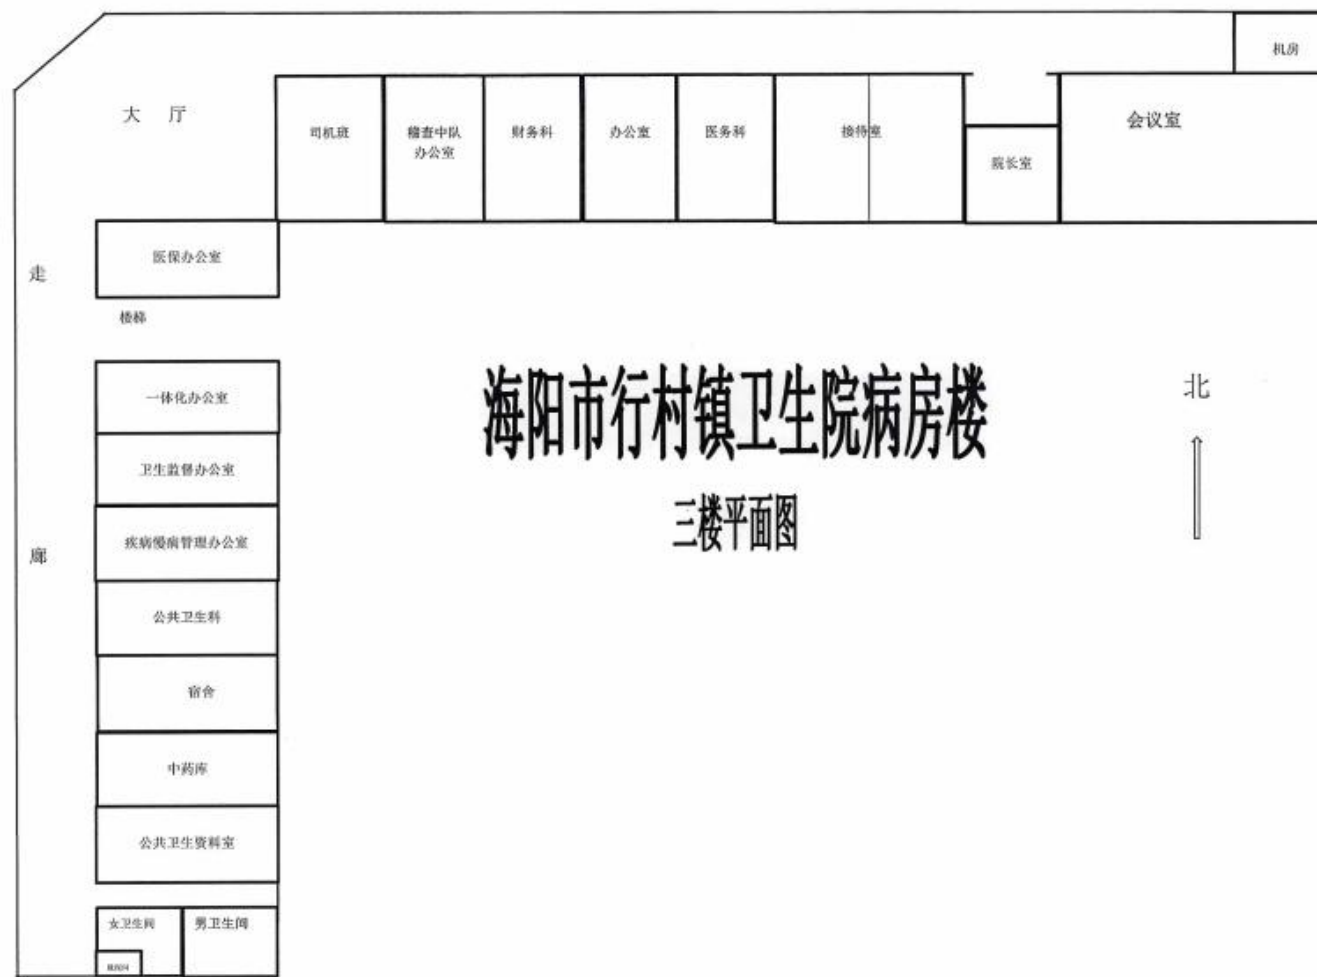 机房
大 厅
司机班
稽查中队
办公室
财务科
办公室
医务科
接待室
院长室
会议室
医保办公室
走
廊
楼梯
一体化办公室
卫生监督办公室
疾病慢病管理办公室
公共卫生科
宿舍
中药库
公共卫生资料室
女卫生间
男卫生间
海阳市行村镇卫生院病房楼
三楼平面图
北